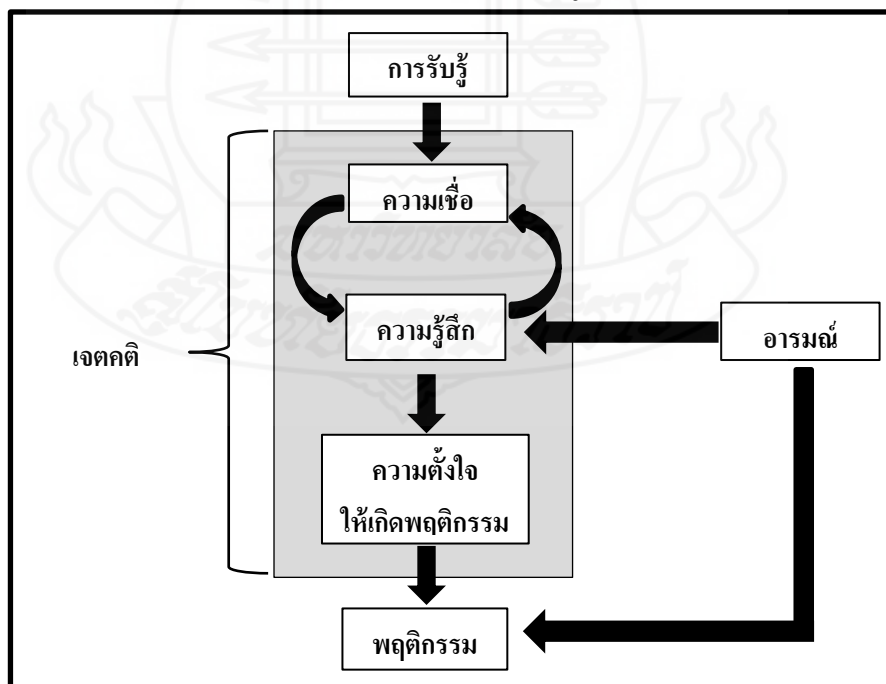 การรับรู้
ความเชื่อ
ความรู้สึก
อารมณ์
เจตคติ
ความตั้งใจ
ให้เกิดพฤติกรรม
พฤติกรรม